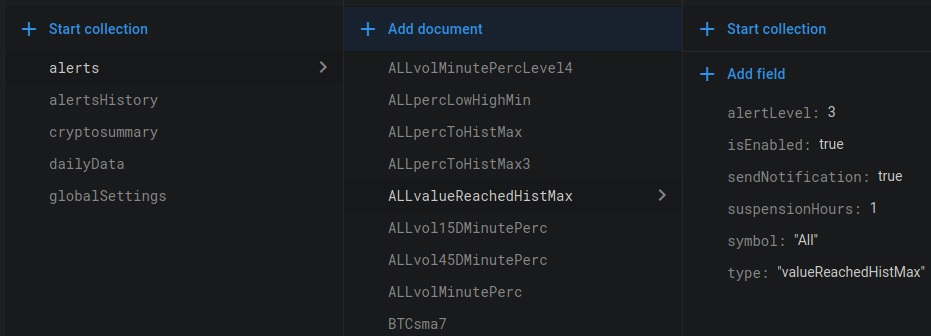 Start collection
alerts
alertsHistory
cryptosummary
dailyData
globalSettings
Add document
ALLvolMinutePercLevel4
ALLpercLowHighMin
ALLpercToHistMax
ALLpercToHistMax3
ALLvalueReachedHistMax
ALLvol15DMinutePerc
ALLvol45DMinutePerc
ALLvolMinutePerc
BTCsma7
Start collection
Add field
alertLevel: 3
isEnabled: true
sendNotification: true
suspensionHours: 1
symbol: "All"
type: "valueReachedHistMax"